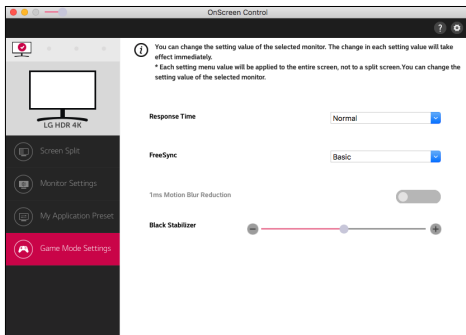 OnScreen Control
?
You can change the setting value of the selected monitor. The change in each setting value will take
effect immediately.
* Each setting menu value will be applied to the entire screen, not to a split screen.You can change the
setting value of the selected monitor.
LG HDR 4K
Screen Split
Monitor Settings
My Application Preset
Game Mode Settings
Response Time
Normal
FreeSync
Basic
1ms Motion Blur Reduction
Black Stabilizer